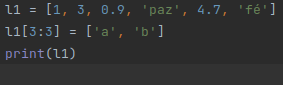 l1 = [1, 3, 0.9, 'paz', 4.7, 'fé']
l1[3:3] = ['a', 'b']
print(l1)